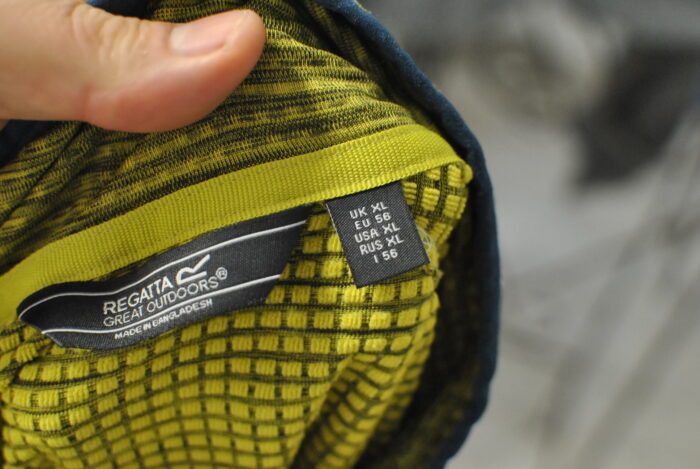 REGATTA
GREAT OUTDOORS®
MADE IN BANGLADESH
UK XL
EU 56
USA XL
RUS XL
I 56